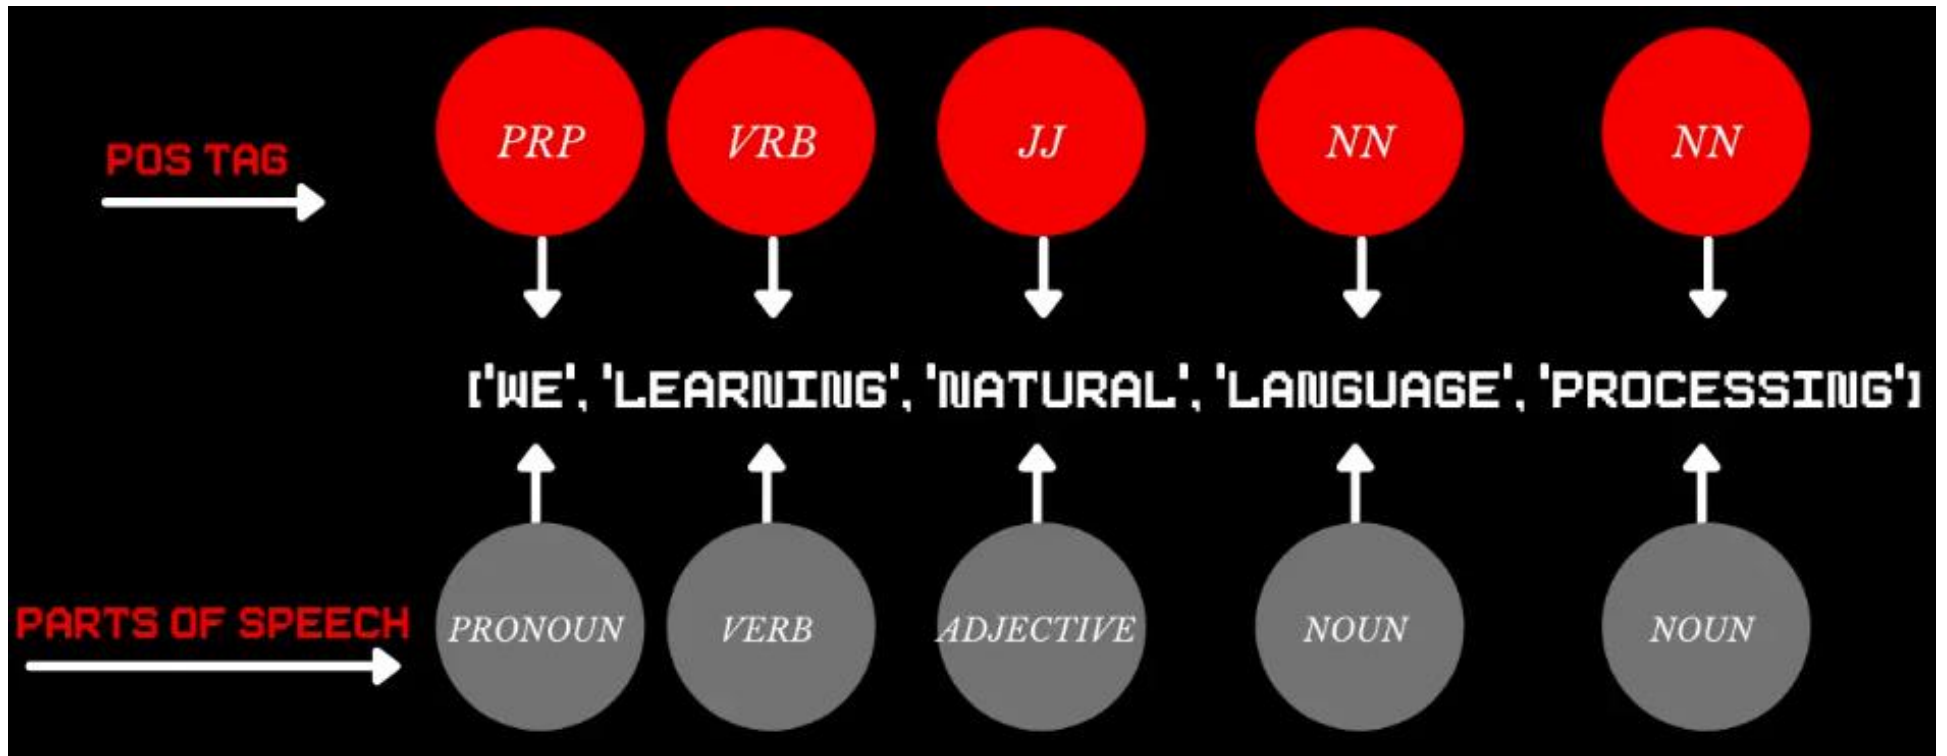 PRP VRB JJ NN NN
POS TAG
['WE', 'LEARNING', 'NATURAL', 'LANGUAGE', 'PROCESSING']
PARTS OF SPEECH
PRONOUN VERB ADJECTIVE NOUN NOUN